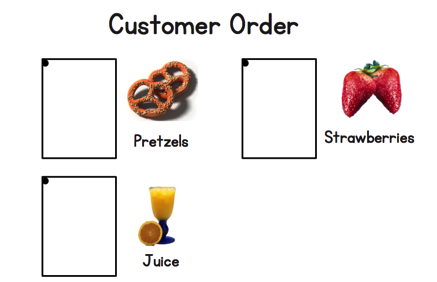 Customer Order
Pretzels
Strawberries
Juice